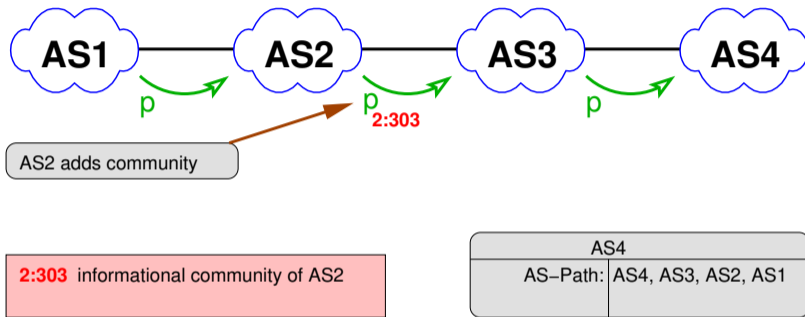 AS1 AS2 AS3 AS4
p p p
2:303
AS2 adds community
2:303 informational community of AS2
AS4
AS−Path: AS4, AS3, AS2, AS1